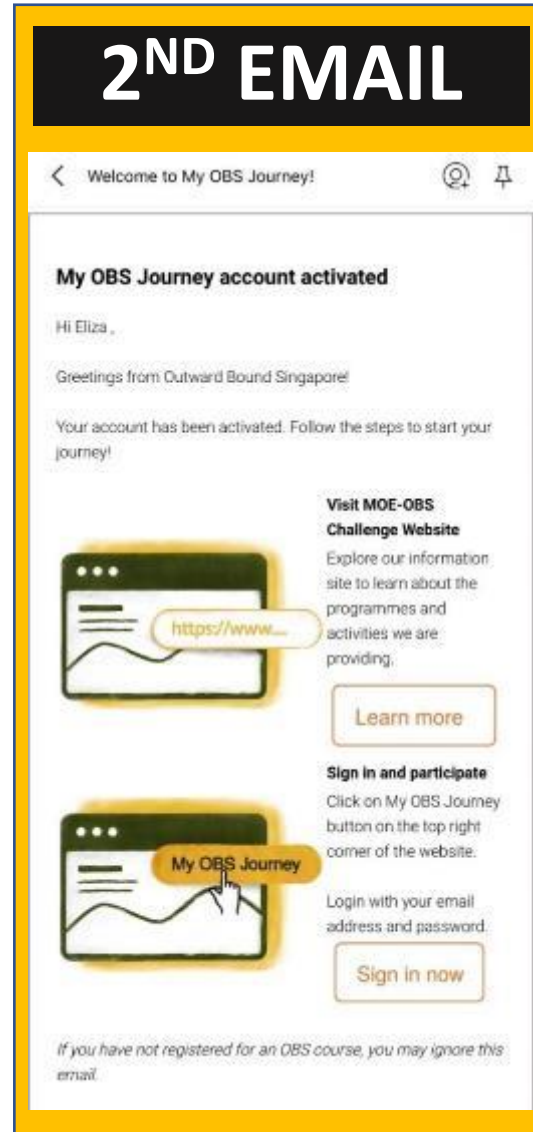 2ND EMAIL
Welcome to My OBS Journey!
My OBS Journey account activated
Hi Eliza ,
Greetings from Outward Bound Singapore!
Your account has been activated. Follow the steps to start your
journey!
Visit MOE-OBS
Challenge Website
Explore our information
site to learn about the
programmes and
activities we are
providing.
https://www....
Learn more
Sign in and participate
Click on My OBS Journey
button on the top right
corner of the website.
My OBS Journey
Login with your email
address and password.
Sign in now
If you have not registered for an OBS course, you may ignore this
email.